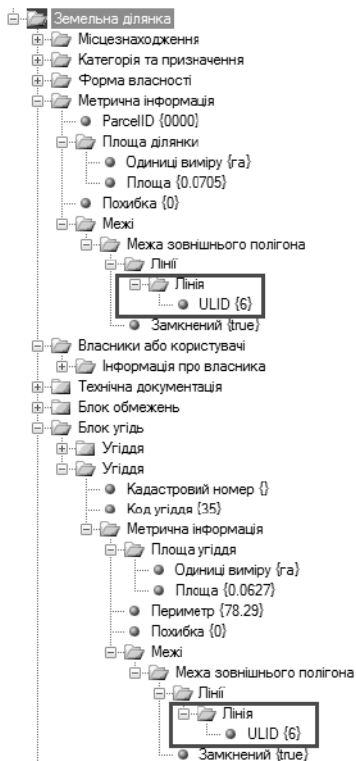 Земельна ділянка
Місцезнаходження
Категорія та призначення
Форма власності
Метрична інформація
ParcelID {0000}
Площа ділянки
Одиниці виміру {га}
Площа {0.0705}
Похибка {0}
Межі
Межа зовнішнього полігона
Лінії
Лінія
ULID {6}
Замкнений {true}
Власники або користувачі
Інформація про власника
Технічна документація
Блок обмежень
Блок угідь
Угіддя
Угіддя
Кадастровий номер {}
Код угіддя {35}
Метрична інформація
Площа угіддя
Одиниці виміру {га}
Площа {0.0627}
Периметр {78.29}
Похибка {0}
Межі
Меха зовнішнього полігона
Лінії
Лінія
ULID {6}
Замкнений {true}